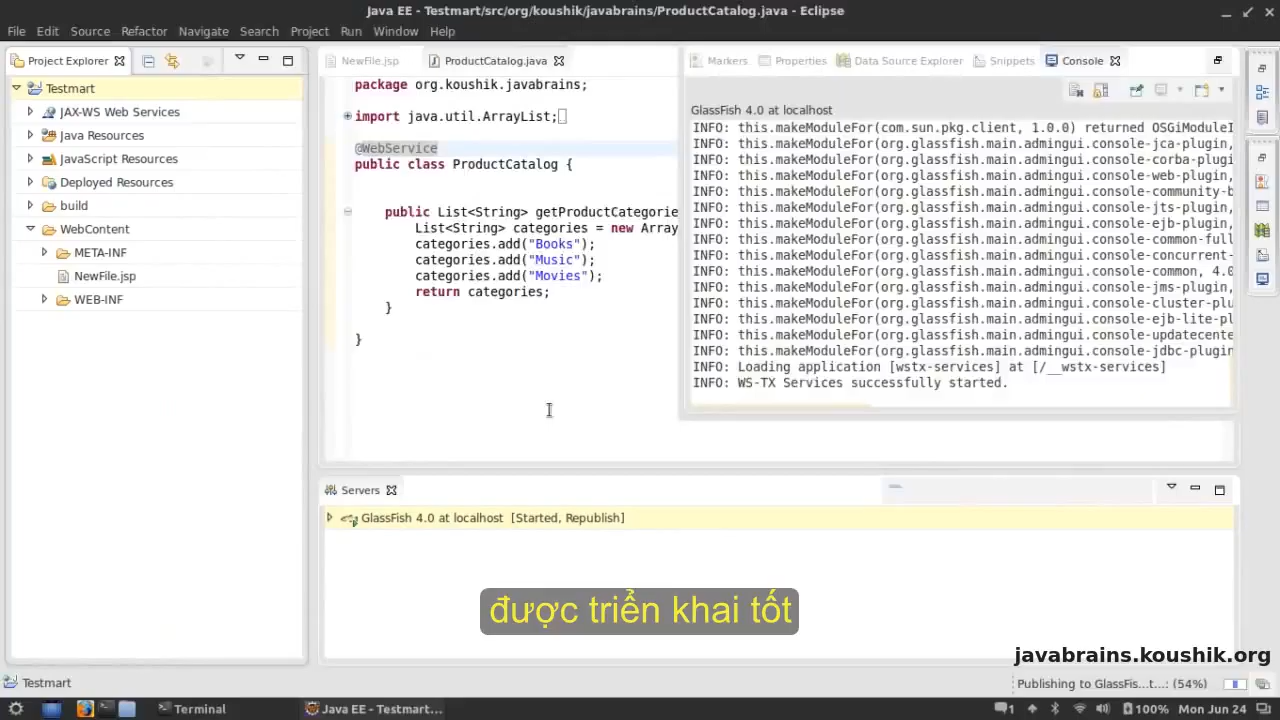 Java EE - Testmart/src/org/koushik/javabrains/ProductCatalog.java - Eclipse
File Edit Source Refactor Navigate Search Project Run Window Help
Project Explorer
Testmart
JAX-WS Web Services
Java Resources
JavaScript Resources
Deployed Resources
build
WebContent
META-INF
NewFile.jsp
WEB-INF
NewFile.jsp ProductCatalog.java
package org.koushik.javabrains;
import java.util.ArrayList;
@WebService
public class ProductCatalog {
public List<String> getProductCategorie
List<String> categories = new Array
categories.add("Books");
categories.add("Music");
categories.add("Movies");
return categories;
}
}
Markers Properties Data Source Explorer Snippets Console
GlassFish 4.0 at localhost
INFO: this.makeModuleFor(com.sun.pkg.client, 1.0.0) returned OSGiModuleI
INFO: this.makeModuleFor(org.glassfish.main.admingui.console-jca-plugin,
INFO: this.makeModuleFor(org.glassfish.main.admingui.console-corba-plugi
INFO: this.makeModuleFor(org.glassfish.main.admingui.console-web-plugin,
INFO: this.makeModuleFor(org.glassfish.main.admingui.console-community-b
INFO: this.makeModuleFor(org.glassfish.main.admingui.console-jts-plugin,
INFO: this.makeModuleFor(org.glassfish.main.admingui.console-ejb-plugin,
INFO: this.makeModuleFor(org.glassfish.main.admingui.console-common-full
INFO: this.makeModuleFor(org.glassfish.main.admingui.console-concurrent-
INFO: this.makeModuleFor(org.glassfish.main.admingui.console-common, 4.0
INFO: this.makeModuleFor(org.glassfish.main.admingui.console-jms-plugin,
INFO: this.makeModuleFor(org.glassfish.main.admingui.console-cluster-plu
INFO: this.makeModuleFor(org.glassfish.main.admingui.console-ejb-lite-pl
INFO: this.makeModuleFor(org.glassfish.main.admingui.console-updatecente
INFO: this.makeModuleFor(org.glassfish.main.admingui.console-jdbc-plugin
INFO: Loading application [wstx-services] at [/__wstx-services]
INFO: WS-TX Services successfully started.
Servers
GlassFish 4.0 at localhost [Started, Republish]
được triển khai tốt
javabrains.koushik.org
Testmart
Publishing to GlassFis...t...: (54%)
Terminal
Java EE - Testmart...
1 100% Mon Jun 24